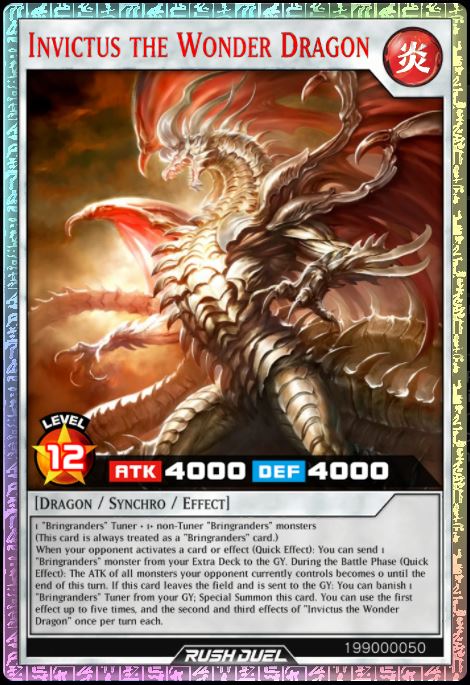 Invictus the Wonder Dragon
炎
LEVEL
12
ATK 4000 DEF 4000
[Dragon / Synchro / Effect]
1 "Bringranders" Tuner + 1+ non-Tuner "Bringranders" monsters
(This card is always treated as a "Bringranders" card.)
When your opponent activates a card or effect (Quick Effect): You can send 1
"Bringranders" monster from your Extra Deck to the GY. During the Battle Phase (Quick
Effect): The ATK of all monsters your opponent currently controls becomes 0 until the
end of this turn. If this card leaves the field and is sent to the GY: You can banish 1
"Bringranders" Tuner from your GY; Special Summon this card. You can use the first
effect up to five times, and the second and third effects of "Invictus the Wonder
Dragon" once per turn each.
199000050
RUSH DUEL